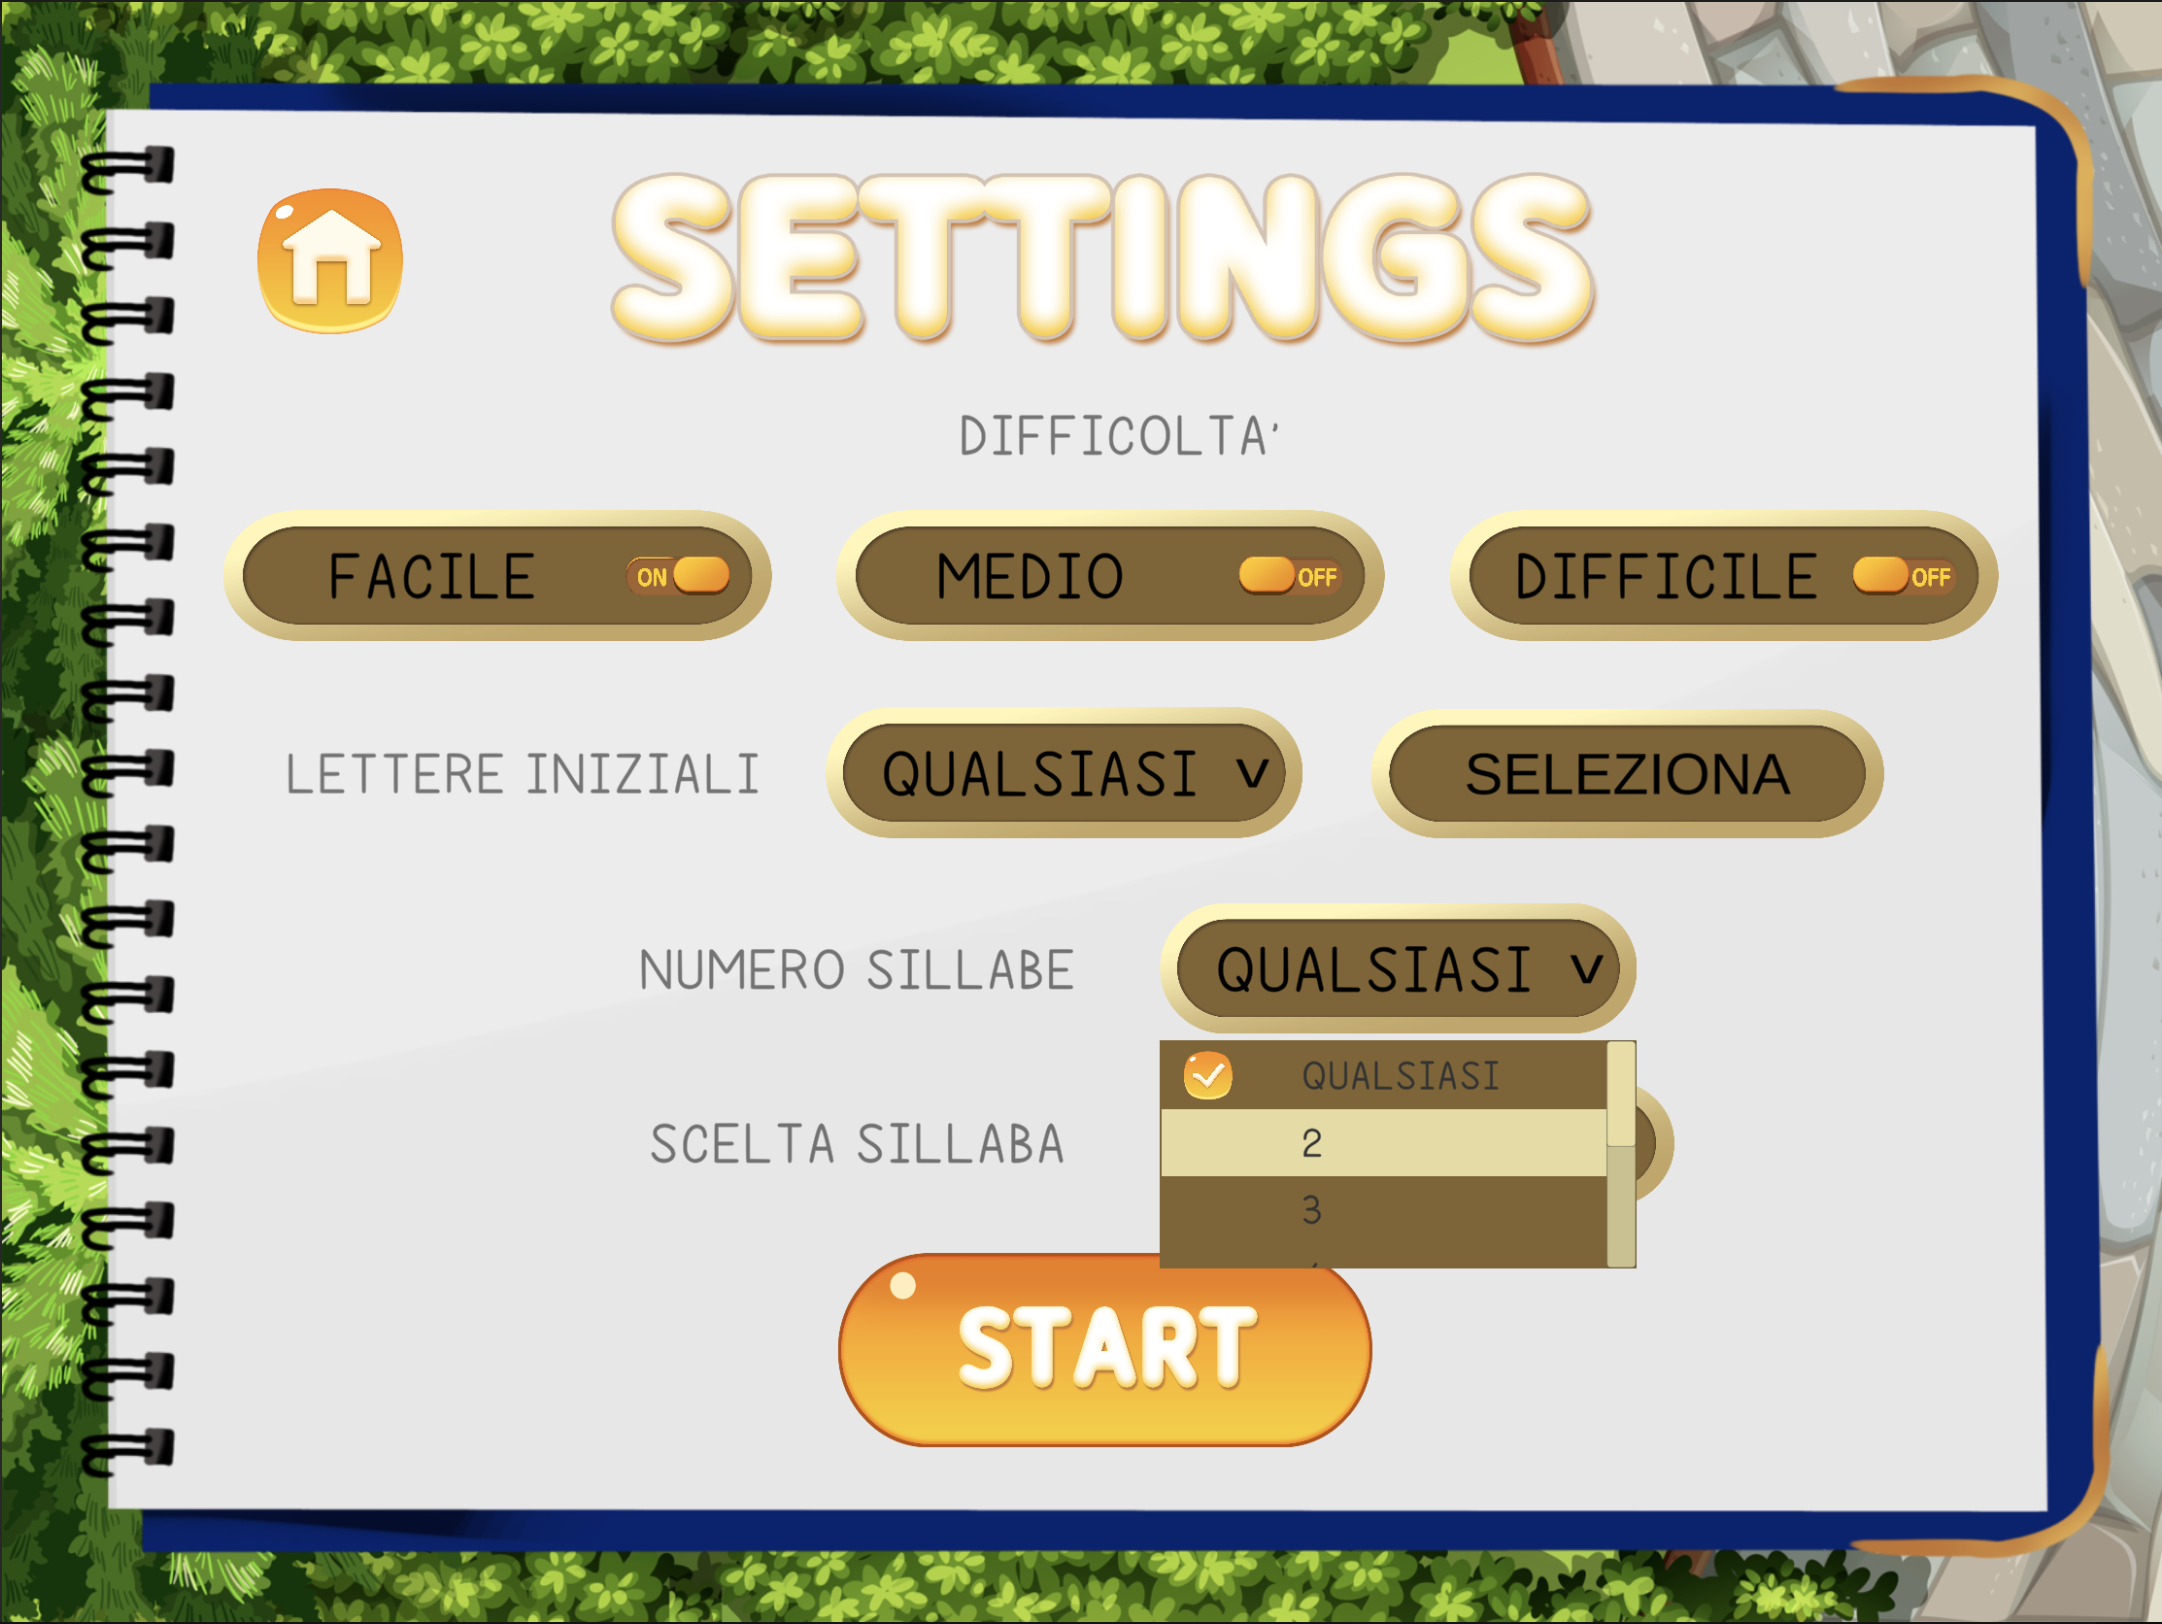 SETTINGS
DIFFICOLTA'
FACILE ON MEDIO OFF DIFFICILE OFF
LETTERE INIZIALI QUALSIASI V SELEZIONA
NUMERO SILLABE QUALSIASI V
QUALSIASI
SCELTA SILLABA 2
3
START